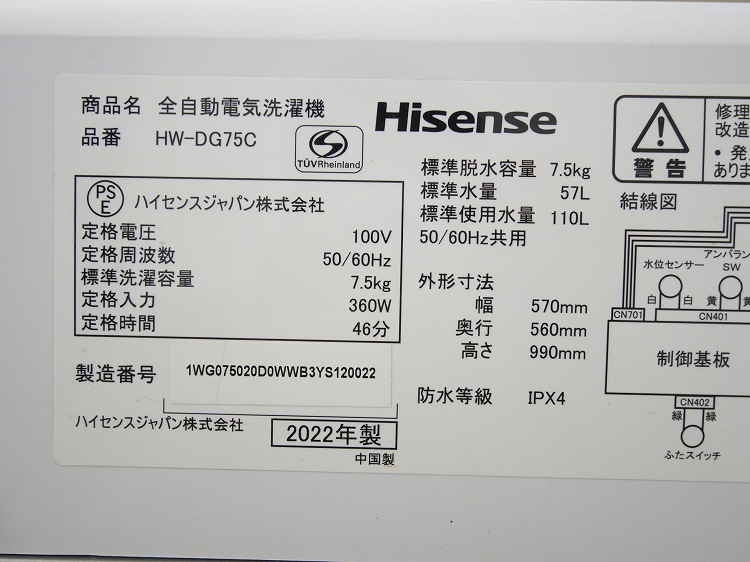 商品名 全自動電気洗濯機
品番 HW-DG75C
TÜVRheinland
Hisense
PS
E
ハイセンスジャパン株式会社
定格電圧 100V
定格周波数 50/60Hz
標準洗濯容量 7.5kg
定格入力 360W
定格時間 46分
製造番号 1WG075020D0WWB3YS120022
ハイセンスジャパン株式会社 2022年製
中国製
標準脱水容量 7.5kg
標準水量 57L
標準使用水量 110L
50/60Hz共用
外形寸法
幅 570mm
奥行 560mm
高さ 990mm
防水等級 IPX4
警告
修理
改造
・発
ありま
結線図
アンバラン
水位センサー SW
白 白 黄 黄
CN701 CN401
制御基板
CN402
緑 緑
ふたスイッチ